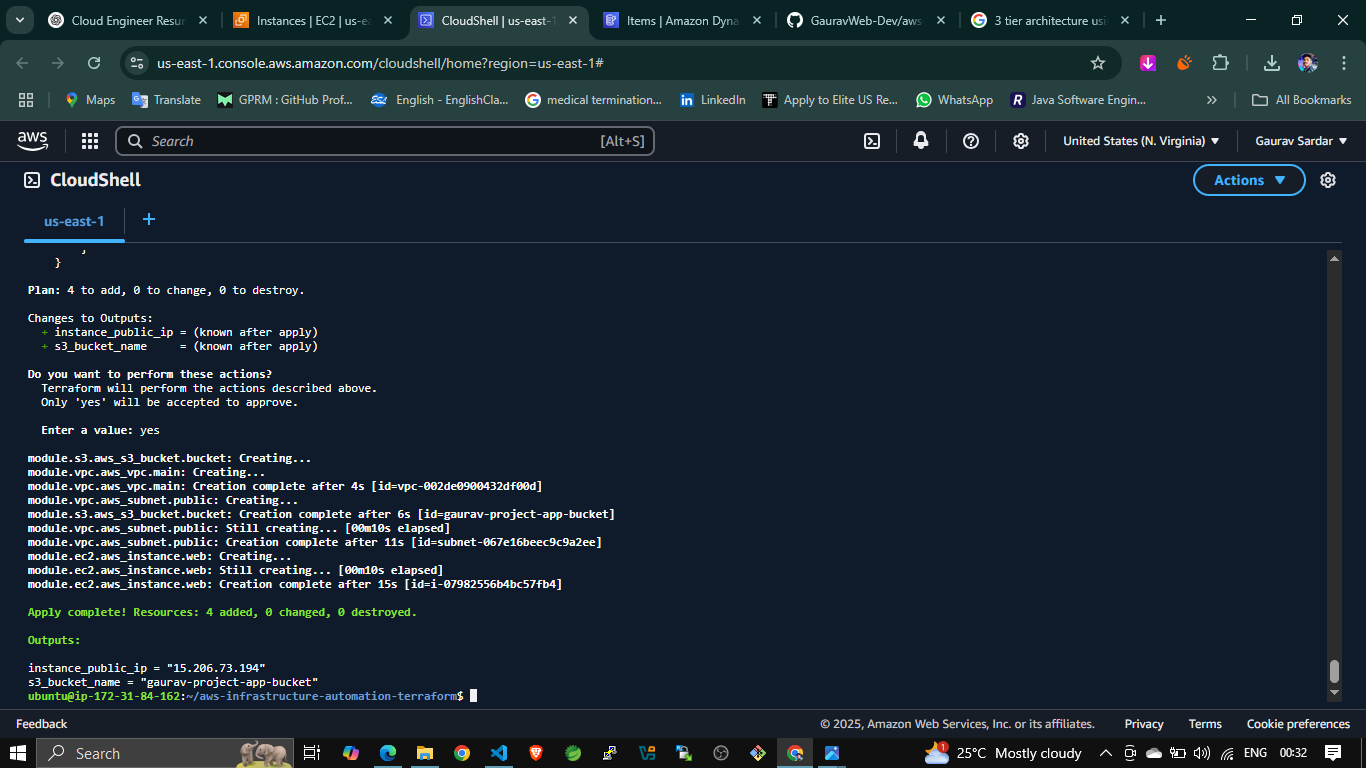 Cloud Engineer Resur
Instances | EC2 | us-ea
CloudShell | us-east-1
Items | Amazon Dyna
GauravWeb-Dev/aws-
3 tier architecture usi
us-east-1.console.aws.amazon.com/cloudshell/home?region=us-east-1#
Maps
Translate
GPRM : GitHub Prof...
English - EnglishCla...
medical termination...
LinkedIn
Apply to Elite US Re...
WhatsApp
Java Software Engin...
»
All Bookmarks
aws
Search
[Alt+S]
United States (N. Virginia)
Gaurav Sardar
CloudShell
Actions
us-east-1
+
}
}
Plan: 4 to add, 0 to change, 0 to destroy.
Changes to Outputs:
+ instance_public_ip = (known after apply)
+ s3_bucket_name     = (known after apply)
Do you want to perform these actions?
Terraform will perform the actions described above.
Only 'yes' will be accepted to approve.
Enter a value: yes
module.s3.aws_s3_bucket.bucket: Creating...
module.vpc.aws_vpc.main: Creating...
module.vpc.aws_vpc.main: Creation complete after 4s [id=vpc-002de0900432df00d]
module.vpc.aws_subnet.public: Creating...
module.s3.aws_s3_bucket.bucket: Creation complete after 6s [id=gaurav-project-app-bucket]
module.vpc.aws_subnet.public: Still creating... [00m10s elapsed]
module.vpc.aws_subnet.public: Creation complete after 11s [id=subnet-067e16beec9c9a2ee]
module.ec2.aws_instance.web: Creating...
module.ec2.aws_instance.web: Still creating... [00m10s elapsed]
module.ec2.aws_instance.web: Creation complete after 15s [id=i-07982556b4bc57fb4]
Apply complete! Resources: 4 added, 0 changed, 0 destroyed.
Outputs:
instance_public_ip = "15.206.73.194"
s3_bucket_name = "gaurav-project-app-bucket"
ubuntu@ip-172-31-84-162:~/aws-infrastructure-automation-terraform$
Feedback
© 2025, Amazon Web Services, Inc. or its affiliates.
Privacy
Terms
Cookie preferences
Search
1
25°C Mostly cloudy
ENG
00:32